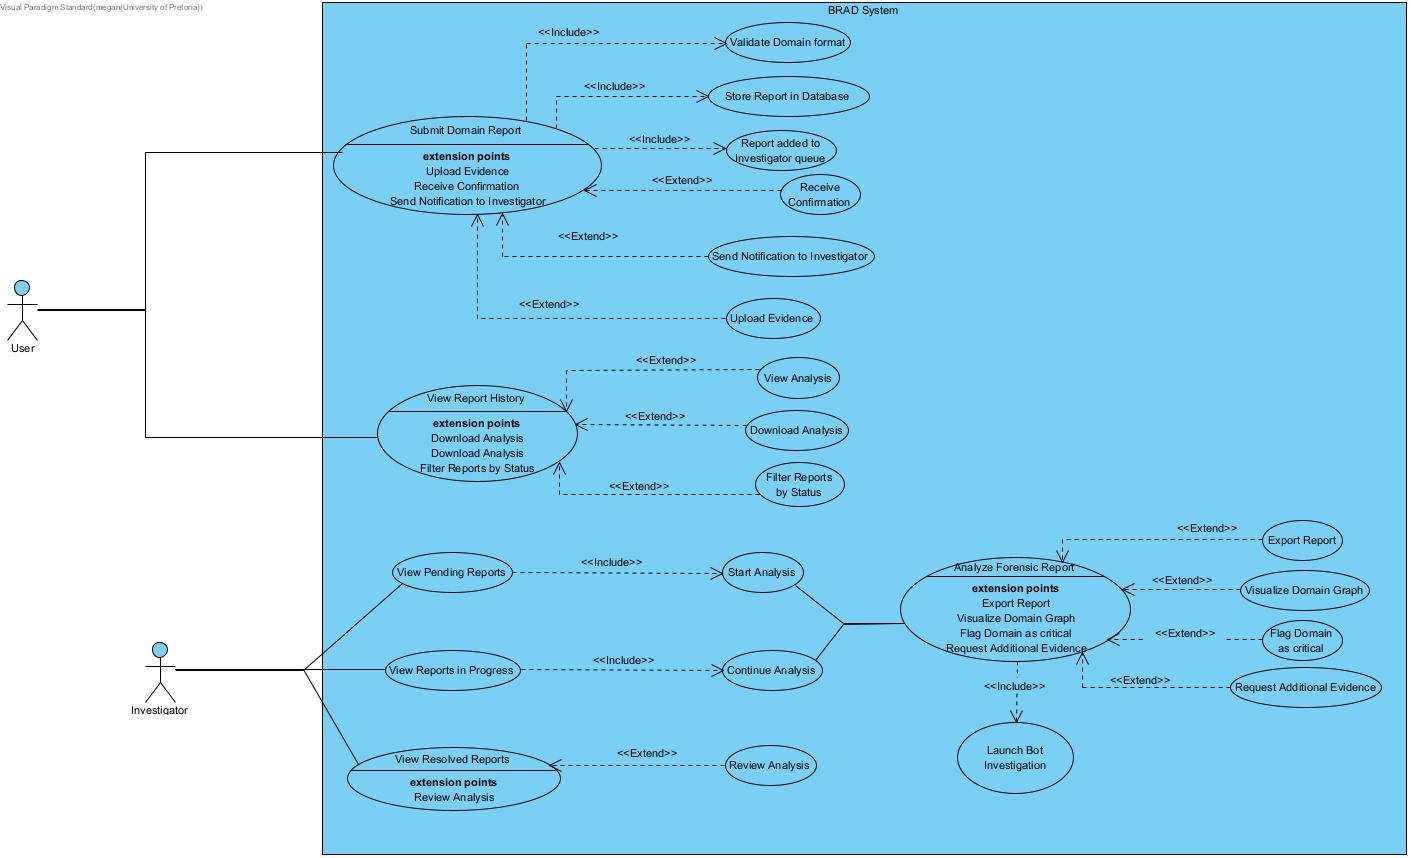 Visual Paradigm Standard(megan(University of Pretoria))
BRAD System
<<Include>>
Validate Domain format
<<Include>>
Store Report in Database
Submit Domain Report
extension points
Upload Evidence
Receive Confirmation
Send Notification to Investigator
<<Include>>
Report added to
Investigator queue
<<Extend>>
Receive
Confirmation
<<Extend>>
Send Notification to Investigator
<<Extend>>
Upload Evidence
User
<<Extend>>
View Analysis
View Report History
extension points
Download Analysis
Download Analysis
Filter Reports by Status
<<Extend>>
Download Analysis
<<Extend>>
Filter Reports
by Status
View Pending Reports
<<Include>>
Start Analysis
Analyze Forensic Report
extension points
Export Report
Visualize Domain Graph
Flag Domain as critical
Request Additional Evidence
<<Extend>>
Export Report
<<Extend>>
Visualize Domain Graph
<<Extend>>
Flag Domain
as critical
<<Extend>>
Request Additional Evidence
View Reports in Progress
<<Include>>
Continue Analysis
<<Include>>
Launch Bot
Investigation
Investigator
View Resolved Reports
extension points
Review Analysis
<<Extend>>
Review Analysis